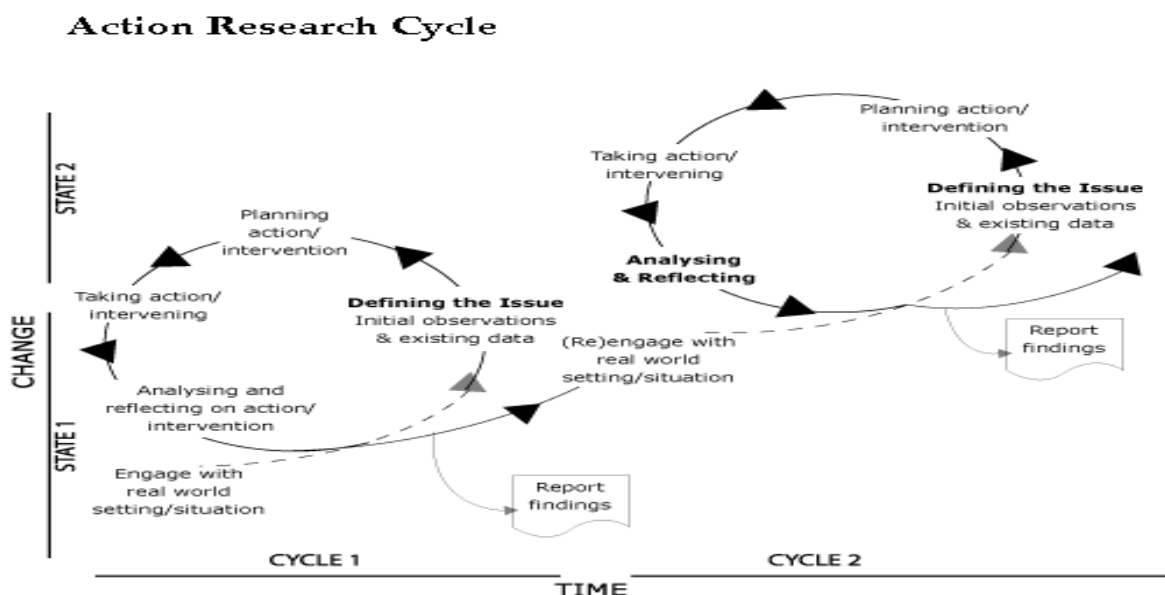 Action Research Cycle
CHANGE
STATE 2
STATE 1
Planning
action/
intervention
Taking action/
intervening
Defining the Issue
Initial observations
& existing data
Analysing and
reflecting on action/
intervention
Engage with
real world
setting/situation
Report
findings
(Re)engage with
real world
setting/situation
Planning action/
intervention
Taking action/
intervening
Defining the Issue
Initial observations
& existing data
Analysing
& Reflecting
Report
findings
CYCLE 1
CYCLE 2
TIME